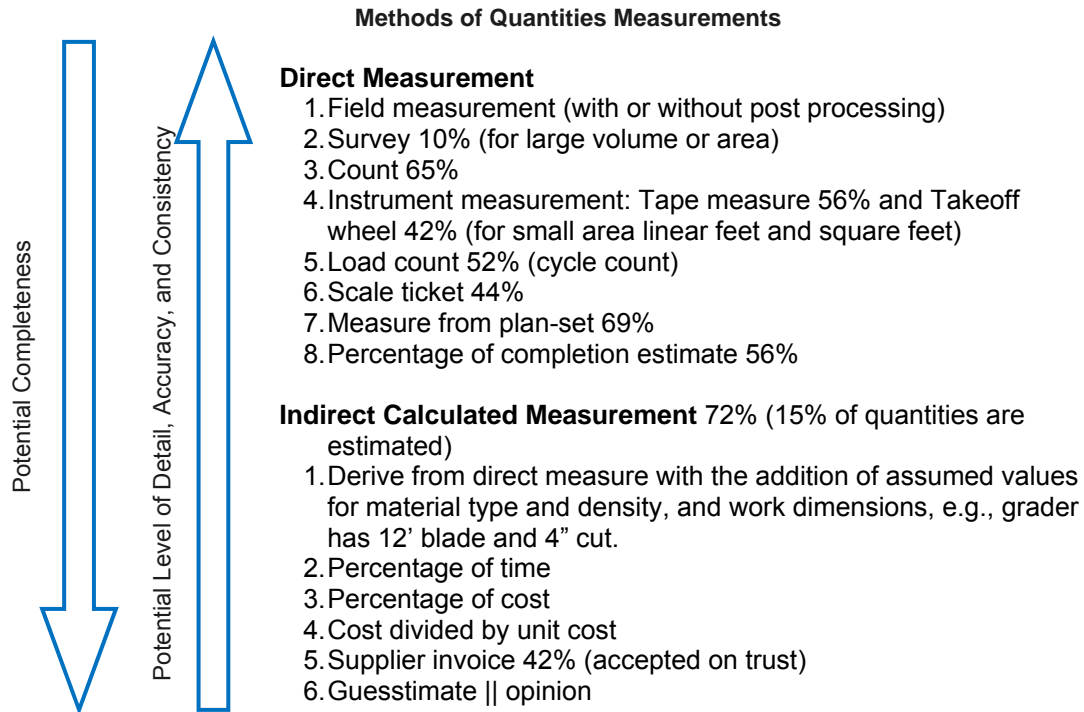 Methods of Quantities Measurements
Potential Completeness
Potential Level of Detail, Accuracy, and Consistency
Direct Measurement
1. Field measurement (with or without post processing)
2. Survey 10% (for large volume or area)
3. Count 65%
4. Instrument measurement: Tape measure 56% and Takeoff
wheel 42% (for small area linear feet and square feet)
5. Load count 52% (cycle count)
6. Scale ticket 44%
7. Measure from plan-set 69%
8. Percentage of completion estimate 56%
Indirect Calculated Measurement 72% (15% of quantities are
estimated)
1. Derive from direct measure with the addition of assumed values
for material type and density, and work dimensions, e.g., grader
has 12’ blade and 4” cut.
2. Percentage of time
3. Percentage of cost
4. Cost divided by unit cost
5. Supplier invoice 42% (accepted on trust)
6. Guesstimate || opinion